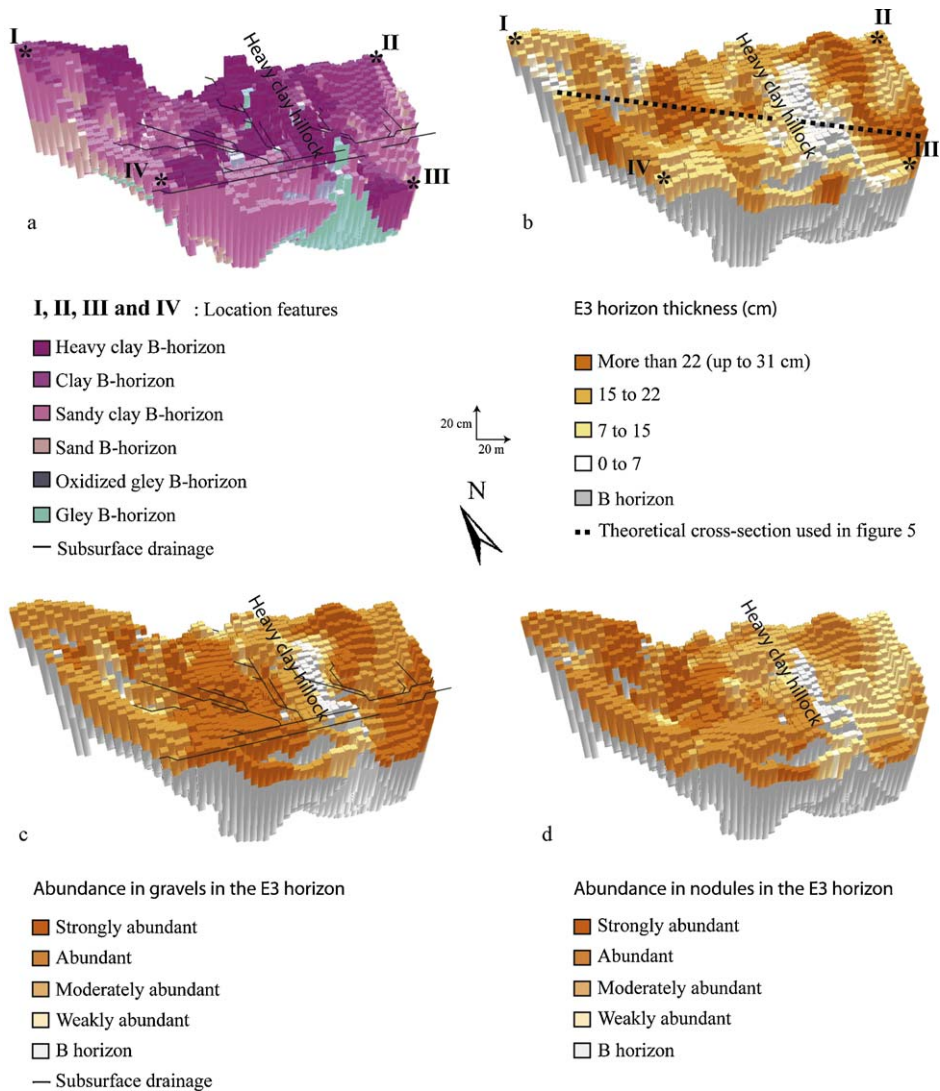 I
II
Heavy clay hillock
IV
III
a
I
II
Heavy clay hillock
IV
III
b
I, II, III and IV : Location features
Heavy clay B-horizon
Clay B-horizon
Sandy clay B-horizon
Sand B-horizon
Oxidized gley B-horizon
Gley B-horizon
Subsurface drainage
20 cm
20 m
N
E3 horizon thickness (cm)
More than 22 (up to 31 cm)
15 to 22
7 to 15
0 to 7
B horizon
Theoretical cross-section used in figure 5
Heavy clay hillock
c
Heavy clay hillock
d
Abundance in gravels in the E3 horizon
Strongly abundant
Abundant
Moderately abundant
Weakly abundant
B horizon
Subsurface drainage
Abundance in nodules in the E3 horizon
Strongly abundant
Abundant
Moderately abundant
Weakly abundant
B horizon